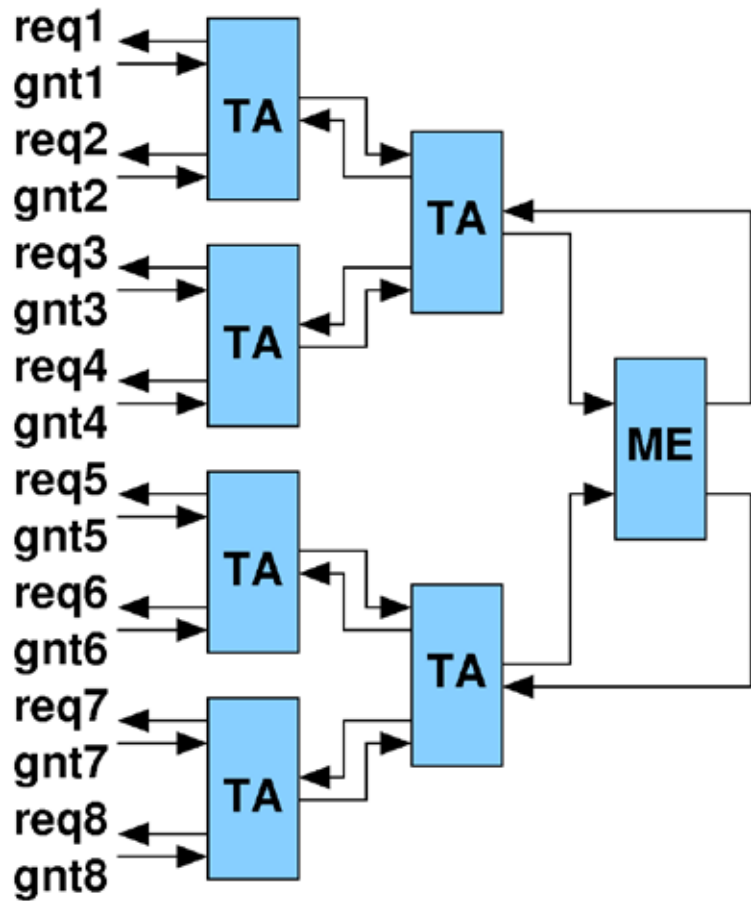 req1
gnt1
TA
req2
gnt2
TA
req3
gnt3
TA
req4
gnt4
ME
req5
gnt5
TA
req6
gnt6
TA
req7
gnt7
TA
req8
gnt8